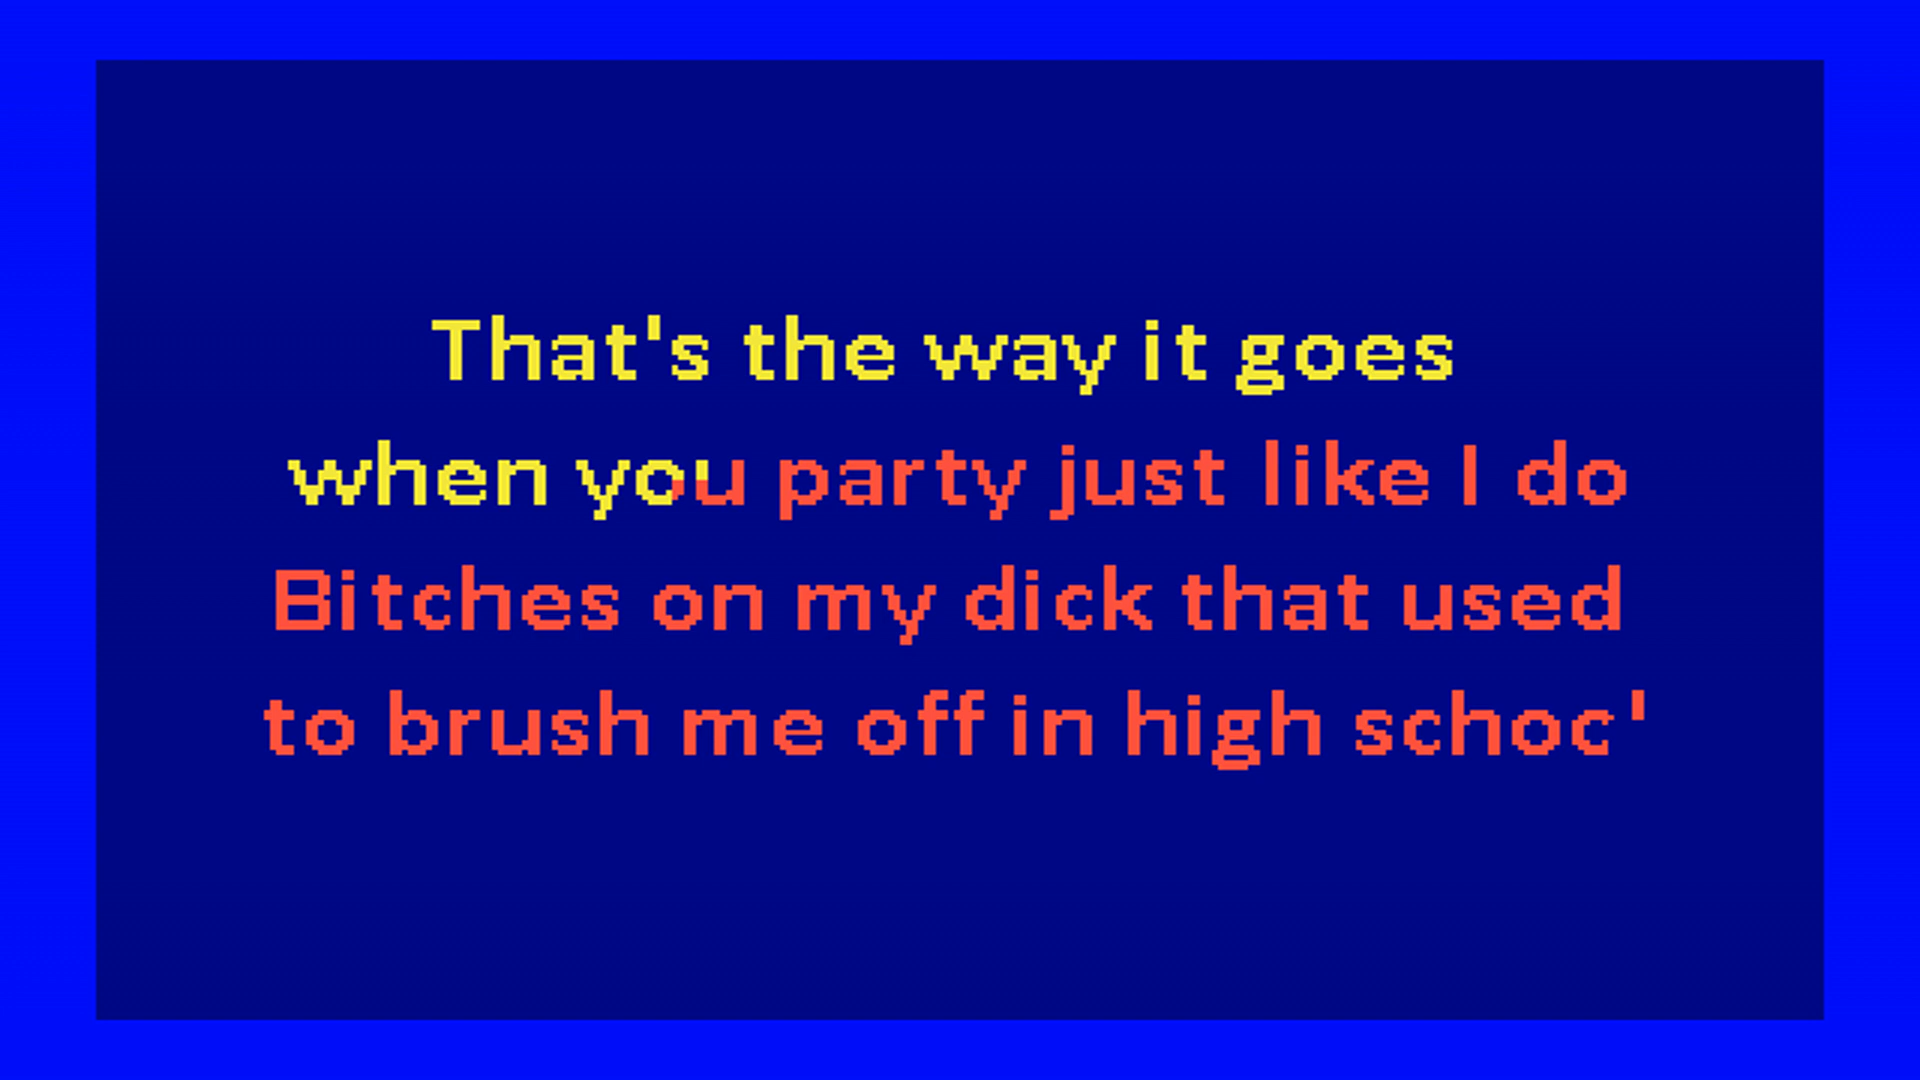 That's the way it goes
when you party just like I do
Bitches on my dick that used
to brush me off in high schoc'